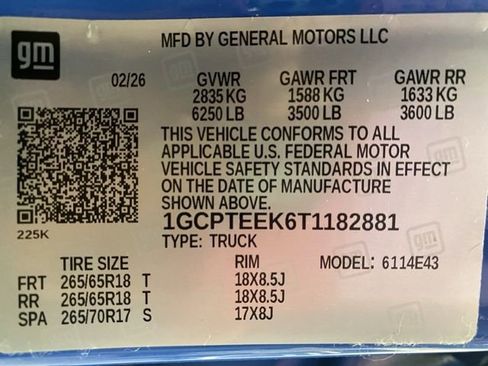 gm
MFD BY GENERAL MOTORS LLC
02/26 GVWR GAWR FRT GAWR RR
2835 KG 1588 KG 1633 KG
6250 LB 3500 LB 3600 LB
THIS VEHICLE CONFORMS TO ALL
APPLICABLE U.S. FEDERAL MOTOR
VEHICLE SAFETY STANDARDS IN EFFECT
ON THE DATE OF MANUFACTURE
SHOWN ABOVE.
225K
1GCPTEEK6T1182881
TYPE: TRUCK
TIRE SIZE RIM MODEL: 6114E43
FRT 265/65R18 T 18X8.5J
RR 265/65R18 T 18X8.5J
SPA 265/70R17 S 17X8J